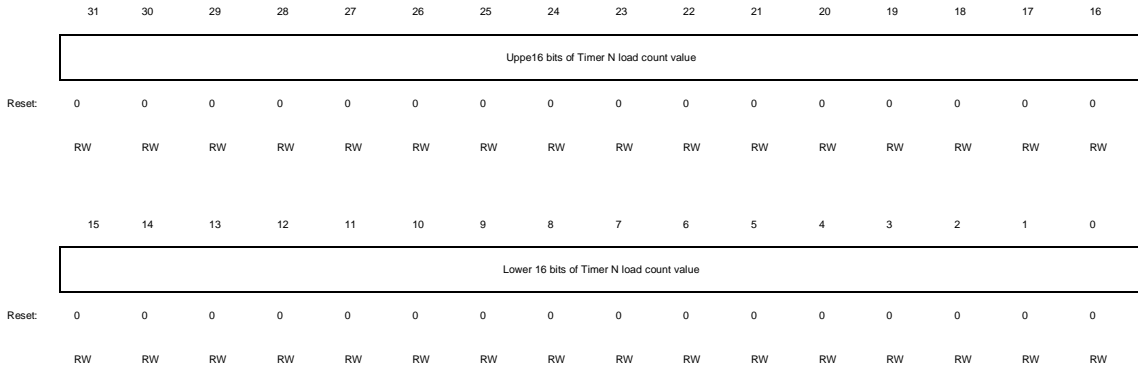 31 30 29 28 27 26 25 24 23 22 21 20 19 18 17 16
Uppe16 bits of Timer N load count value
Reset: 0 0 0 0 0 0 0 0 0 0 0 0 0 0 0 0
RW RW RW RW RW RW RW RW RW RW RW RW RW RW RW RW
15 14 13 12 11 10 9 8 7 6 5 4 3 2 1 0
Lower 16 bits of Timer N load count value
Reset: 0 0 0 0 0 0 0 0 0 0 0 0 0 0 0 0
RW RW RW RW RW RW RW RW RW RW RW RW RW RW RW RW